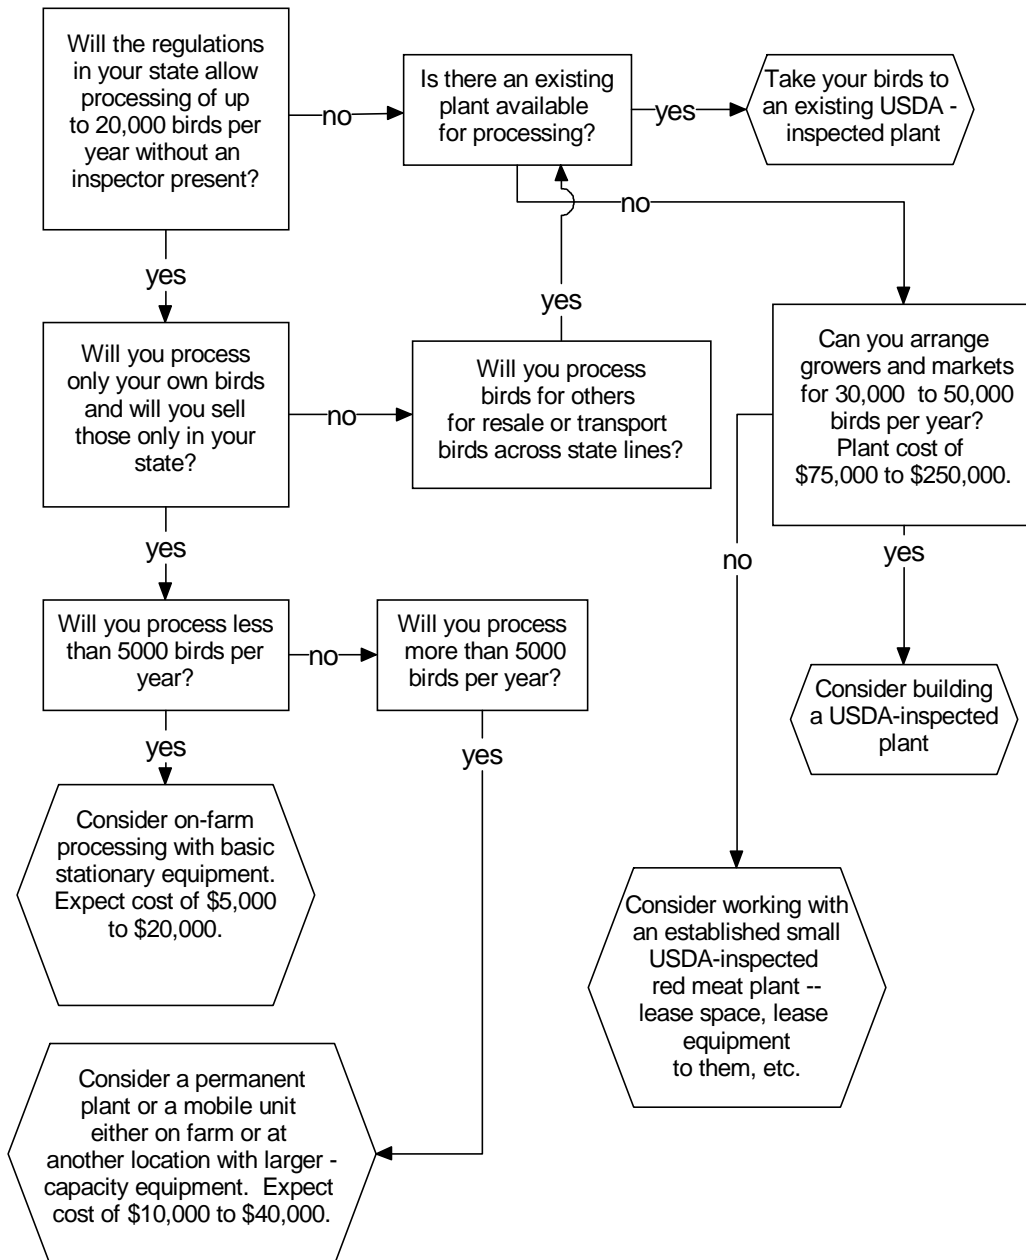 Will the regulations
in your state allow
processing of up
to 20,000 birds per
year without an
inspector present?
no
Is there an existing
plant available
for processing?
yes
Take your birds to
an existing USDA -
inspected plant
no
yes
yes
Will you process
only your own birds
and will you sell
those only in your
state?
no
Will you process
birds for others
for resale or transport
birds across state lines?
Can you arrange
growers and markets
for 30,000 to 50,000
birds per year?
Plant cost of
$75,000 to $250,000.
yes
no
yes
Will you process less
than 5000 birds per
year?
no
Will you process
more than 5000
birds per year?
Consider building
a USDA-inspected
plant
yes
yes
Consider on-farm
processing with basic
stationary equipment.
Expect cost of $5,000
to $20,000.
Consider working with
an established small
USDA-inspected
red meat plant --
lease space, lease
equipment
to them, etc.
Consider a permanent
plant or a mobile unit
either on farm or at
another location with larger -
capacity equipment. Expect
cost of $10,000 to $40,000.